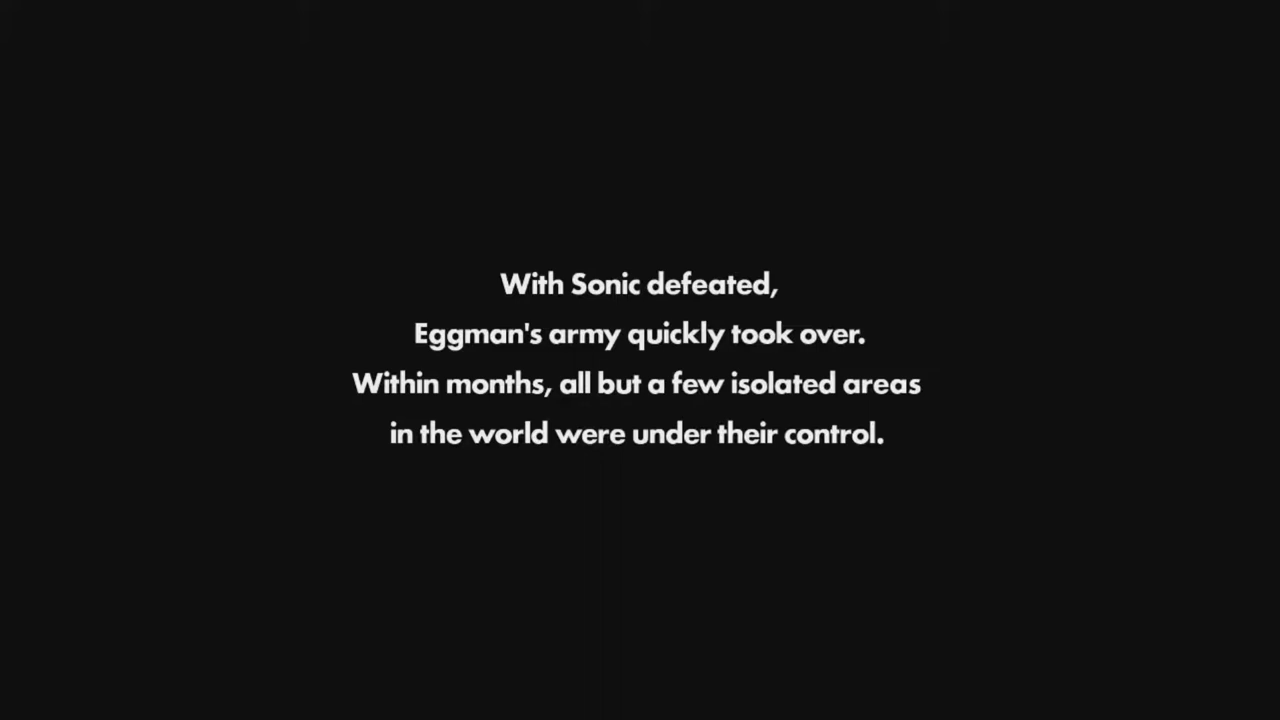 With Sonic defeated,
Eggman's army quickly took over.
Within months, all but a few isolated areas
in the world were under their control.